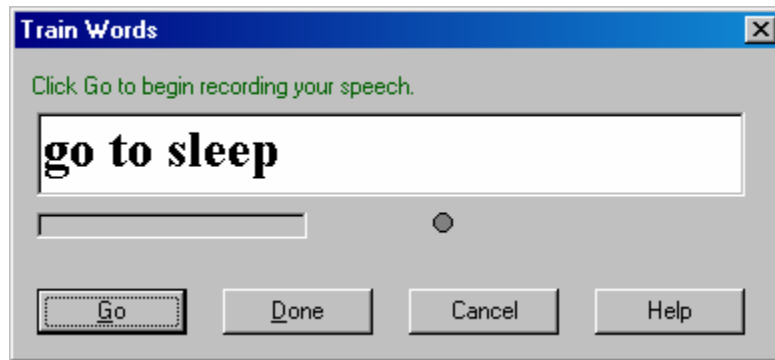 Train Words
Click Go to begin recording your speech.
go to sleep
Go Done Cancel Help